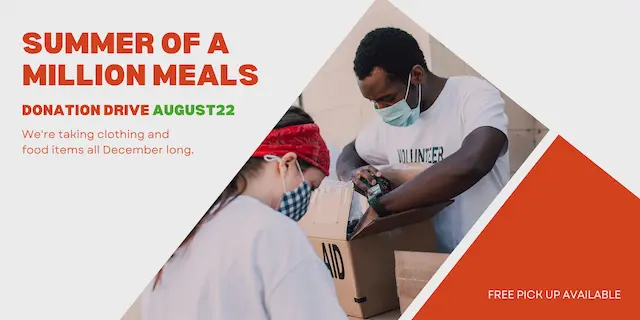 SUMMER OF A
MILLION MEALS
DONATION DRIVE AUGUST22
We're taking clothing and
food items all December long.
VOLUNTEER
AID
FREE PICK UP AVAILABLE